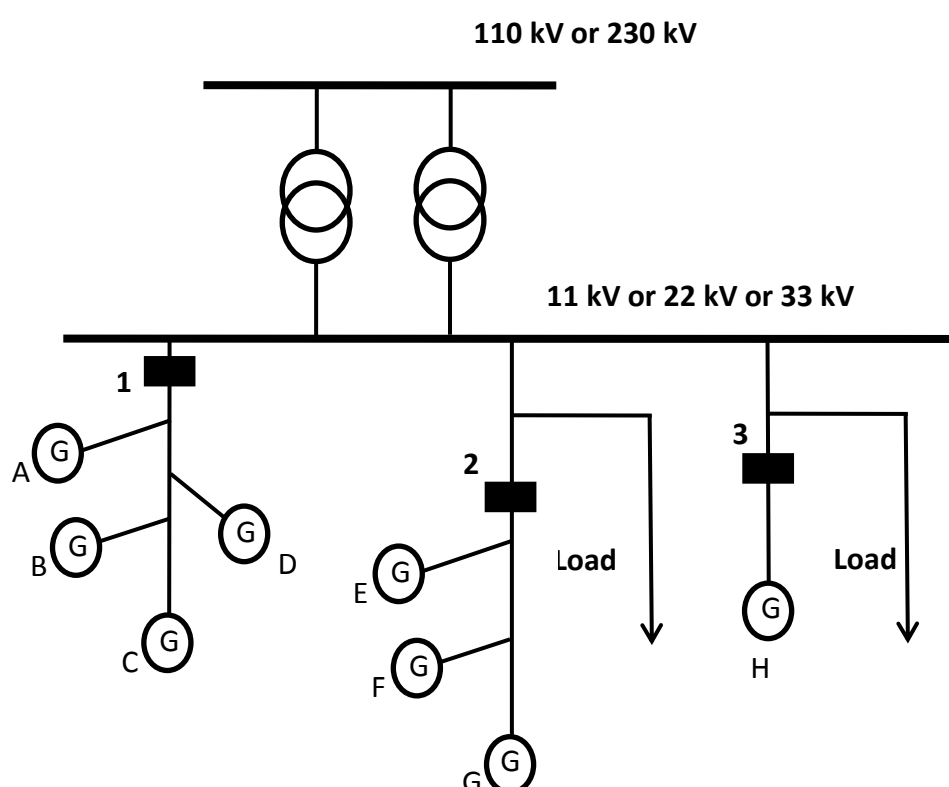 110 kV or 230 kV
11 kV or 22 kV or 33 kV
1
G
A
G
B
G
D
G
C
2
G
E
G
F
G
G
Load
3
G
H
Load